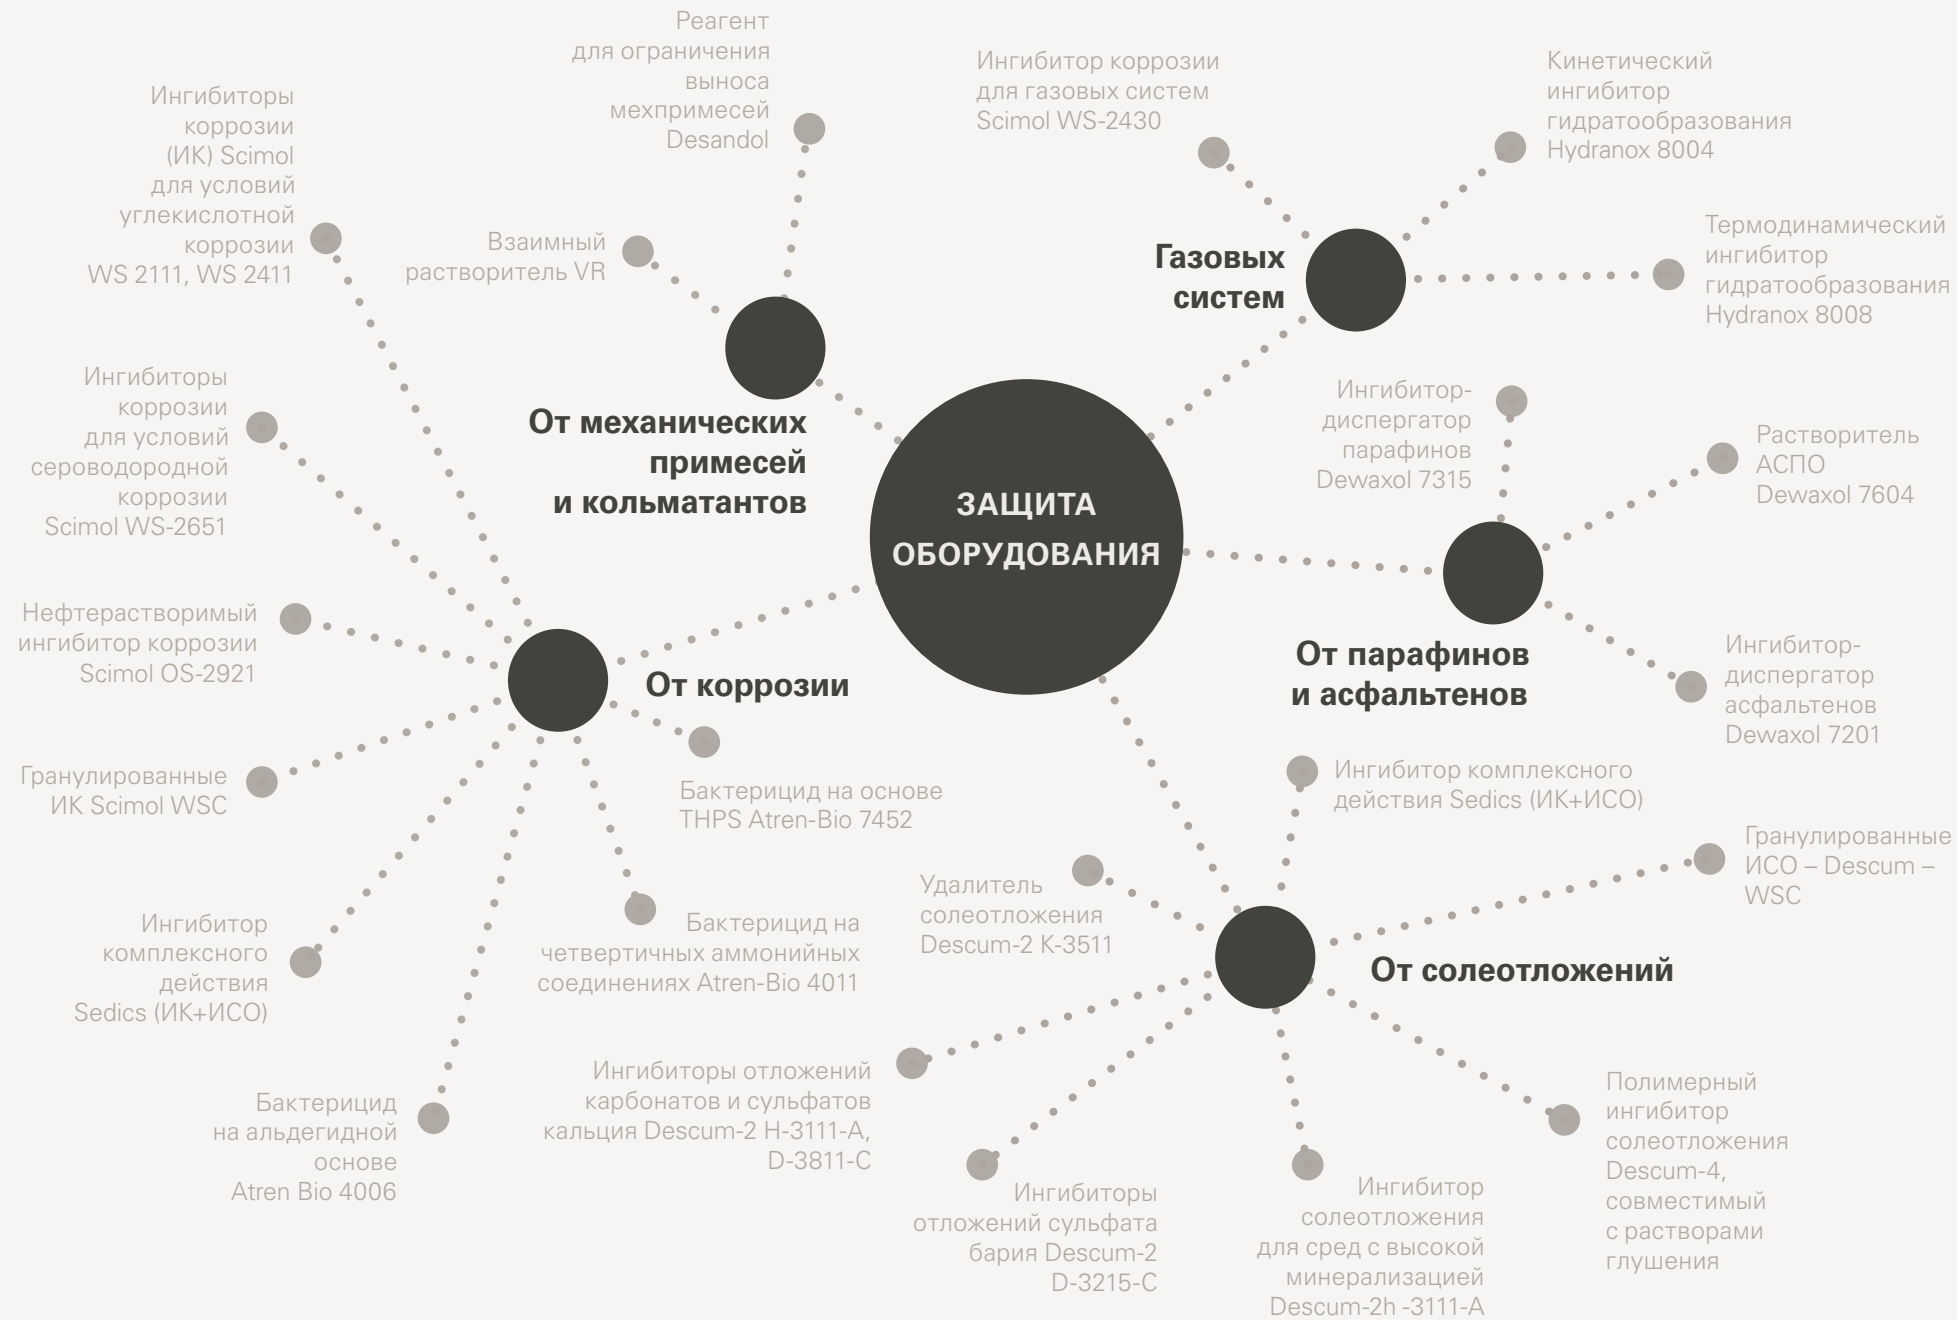 Реагент
для ограничения
выноса
мехпримесей
Desandol
Ингибитор коррозии
для газовых систем
Scimol WS-2430
Кинетический
ингибитор
гидратообразования
Hydranox 8004
Ингибиторы
коррозии
(ИК) Scimol
для условий
углекислотной
коррозии
WS 2111, WS 2411
Взаимный
растворитель VR
Газовых
систем
Термодинамический
ингибитор
гидратообразования
Hydranox 8008
Ингибиторы
коррозии
для условий
сероводородной
коррозии
Scimol WS-2651
От механических
примесей
и кольматантов
ЗАЩИТА
ОБОРУДОВАНИЯ
Ингибитор-
диспергатор
парафинов
Dewaxol 7315
Растворитель
АСПО
Dewaxol 7604
Нефтерастворимый
ингибитор коррозии
Scimol OS-2921
От коррозии
От парафинов
и асфальтенов
Ингибитор-
диспергатор
асфальтенов
Dewaxol 7201
Гранулированные
ИК Scimol WSC
Бактерицид на основе
THPS Atren-Bio 7452
Ингибитор комплексного
действия Sedics (ИК+ИСО)
Гранулированные
ИСО – Descum –
WSC
Удалитель
солеотложения
Descum-2 K-3511
Ингибитор
комплексного
действия
Sedics (ИК+ИСО)
Бактерицид на
четвертичных аммонийных
соединениях Atren-Bio 4011
От солеотложений
Бактерицид
на альдегидной
основе
Atren Bio 4006
Ингибиторы отложений
карбонатов и сульфатов
кальция Descum-2 H-3111-A,
D-3811-C
Ингибиторы
отложений сульфата
бария Descum-2
D-3215-C
Ингибитор
солеотложения
для сред с высокой
минерализацией
Descum-2h -3111-A
Полимерный
ингибитор
солеотложения
Descum-4,
совместимый
с растворами
глушения